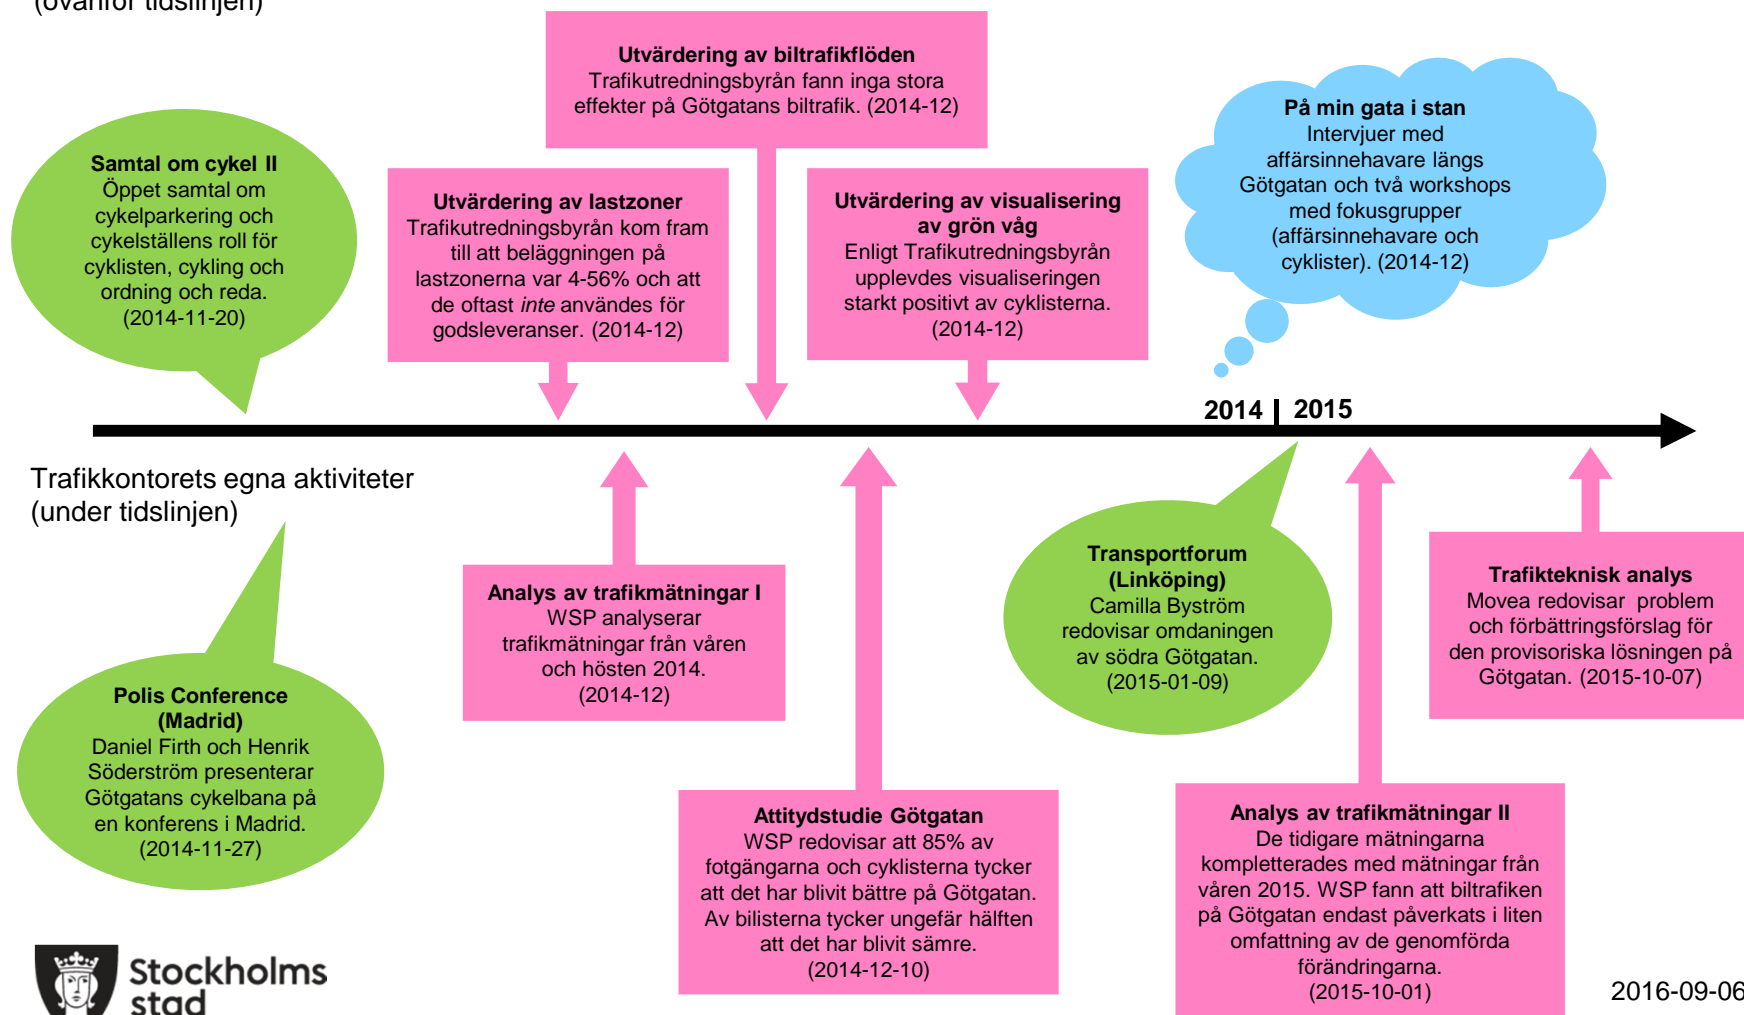 (ovanför tidslinjen)
Utvärdering av biltrafikflöden
Trafikutredningsbyrån fann inga stora
effekter på Götgatans biltrafik. (2014-12)
På min gata i stan
Intervjuer med
affärsinnehavare längs
Götgatan och två workshops
med fokusgrupper
(affärsinnehavare och
cyklister). (2014-12)
Samtal om cykel II
Öppet samtal om
cykelparkering och
cykelställens roll för
cyklisten, cykling och
ordning och reda.
(2014-11-20)
Utvärdering av lastzoner
Trafikutredningsbyrån kom fram
till att beläggningen på
lastzonerna var 4-56% och att
de oftast inte användes för
godsleveranser. (2014-12)
Utvärdering av visualisering
av grön våg
Enligt Trafikutredningsbyrån
upplevdes visualiseringen
starkt positivt av cyklisterna.
(2014-12)
2014 | 2015
Trafikkontorets egna aktiviteter
(under tidslinjen)
Polis Conference
(Madrid)
Daniel Firth och Henrik
Söderström presenterar
Götgatans cykelbana på
en konferens i Madrid.
(2014-11-27)
Analys av trafikmätningar I
WSP analyserar
trafikmätningar från våren
och hösten 2014.
(2014-12)
Attitydstudie Götgatan
WSP redovisar att 85% av
fotgängarna och cyklisterna tycker
att det har blivit bättre på Götgatan.
Av bilisterna tycker ungefär hälften
att det har blivit sämre.
(2014-12-10)
Transportforum
(Linköping)
Camilla Byström
redovisar omdaningen
av södra Götgatan.
(2015-01-09)
Analys av trafikmätningar II
De tidigare mätningarna
kompletterades med mätningar från
våren 2015. WSP fann att biltrafiken
på Götgatan endast påverkats i liten
omfattning av de genomförda
förändringarna.
(2015-10-01)
Trafikteknisk analys
Movea redovisar problem
och förbättringsförslag för
den provisoriska lösningen på
Götgatan. (2015-10-07)
Stockholms
stad
2016-09-06